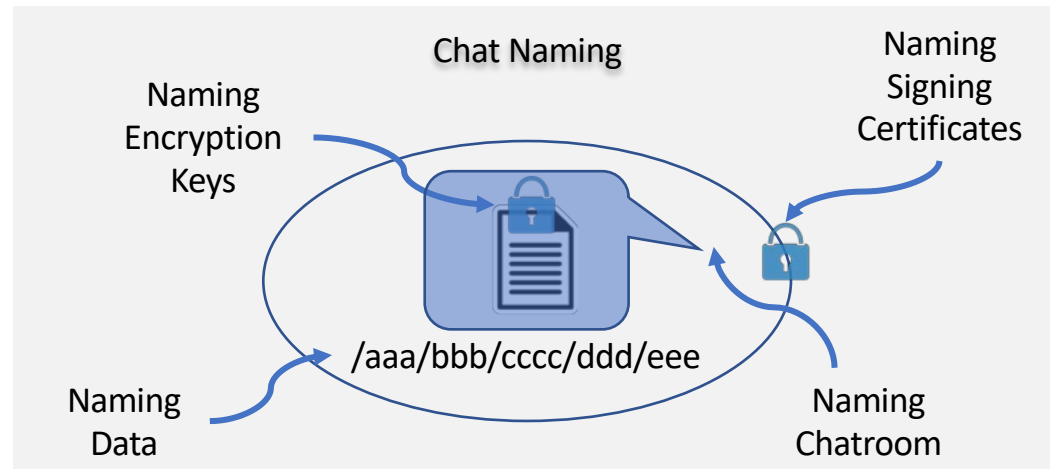 Chat Naming
Naming
Signing
Certificates
Naming
Encryption
Keys
/aaa/bbb/cccc/ddd/eee
Naming
Data
Naming
Chatroom